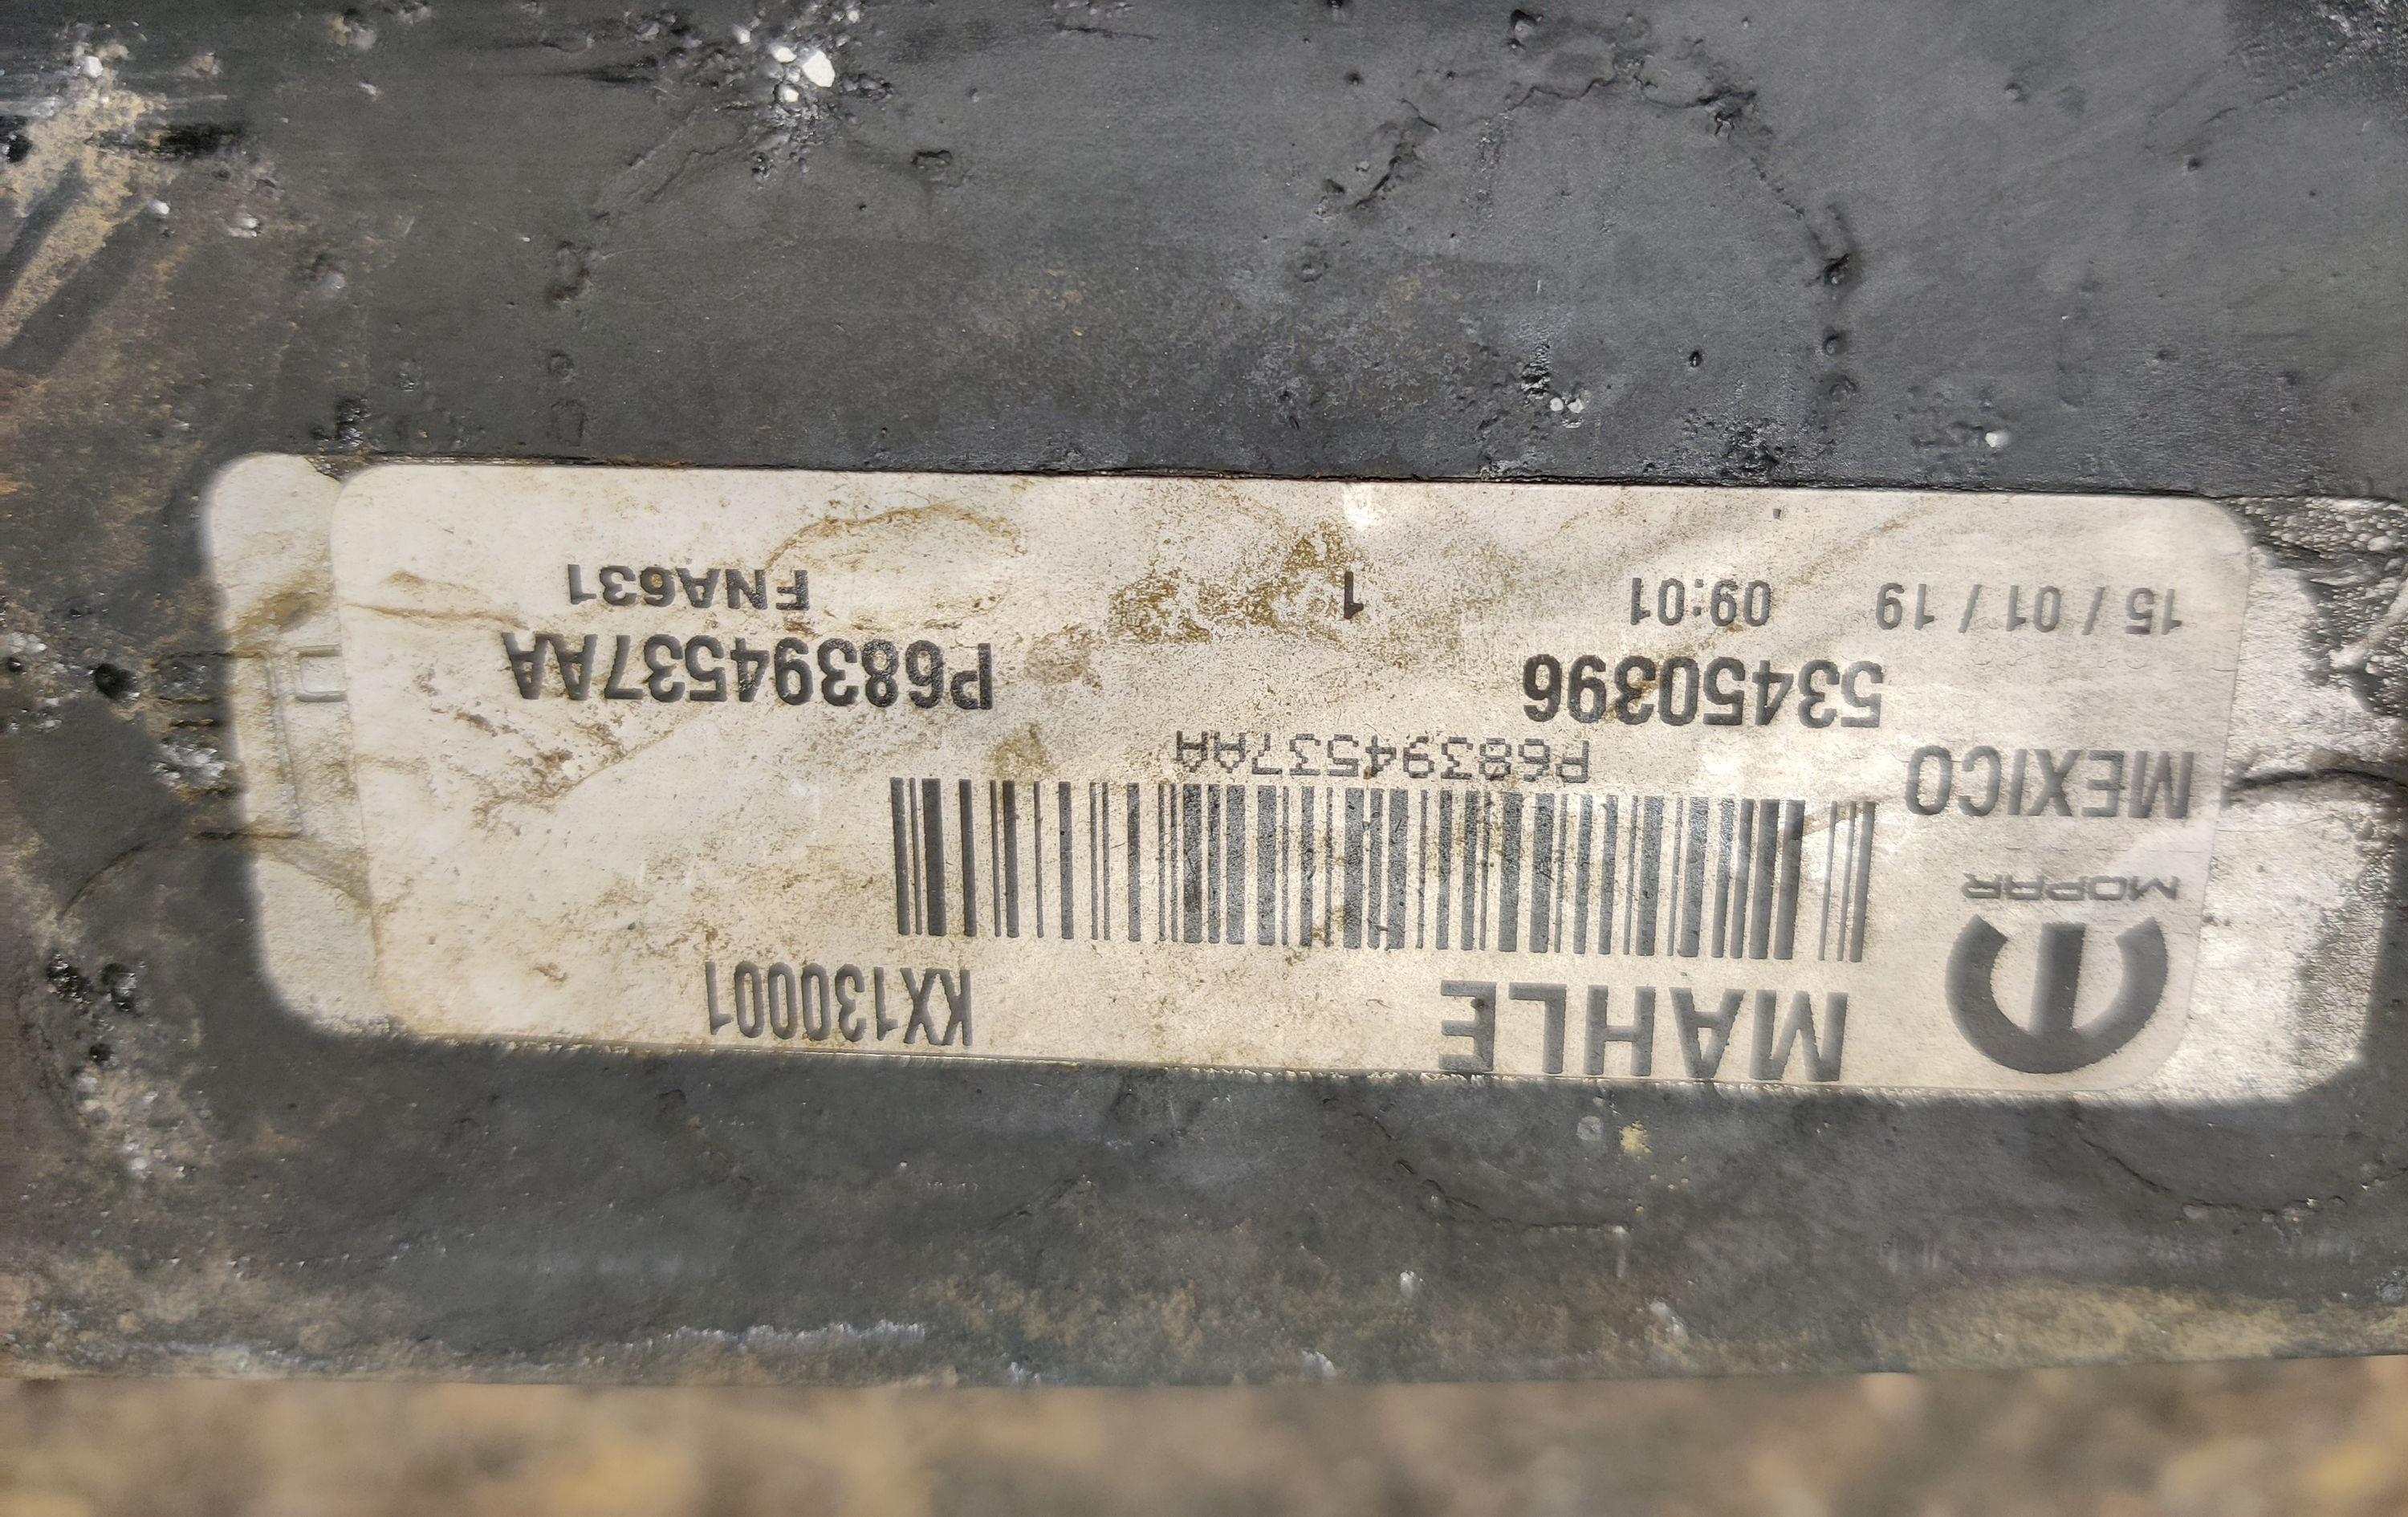 MAHLE KX130001
MOPAR
MEXICO P68394537AA
53450396 P68394537AA
15 / 01 / 19 09:01 1 FNA631